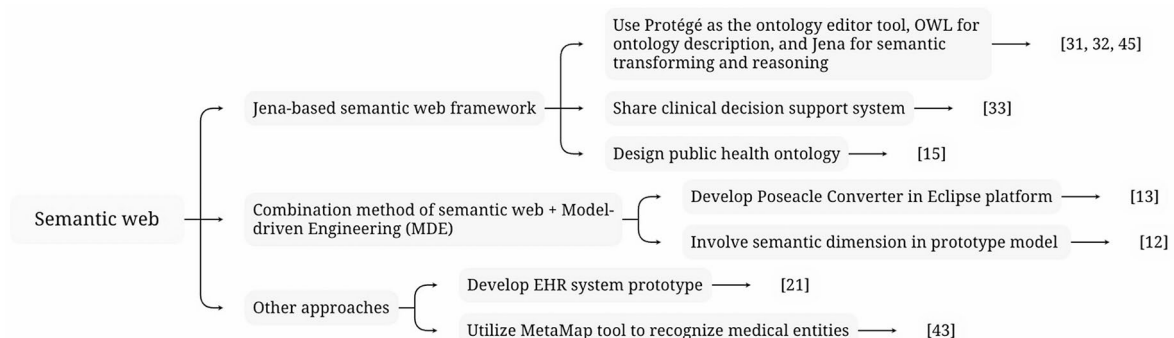 Use Protégé as the ontology editor tool, OWL for
ontology description, and Jena for semantic
transforming and reasoning
[31, 32, 45]
Jena-based semantic web framework
Share clinical decision support system
[33]
Design public health ontology
[15]
Semantic web
Combination method of semantic web + Model-
driven Engineering (MDE)
Develop Poseacle Converter in Eclipse platform
[13]
Involve semantic dimension in prototype model
[12]
Other approaches
Develop EHR system prototype
[21]
Utilize MetaMap tool to recognize medical entities
[43]